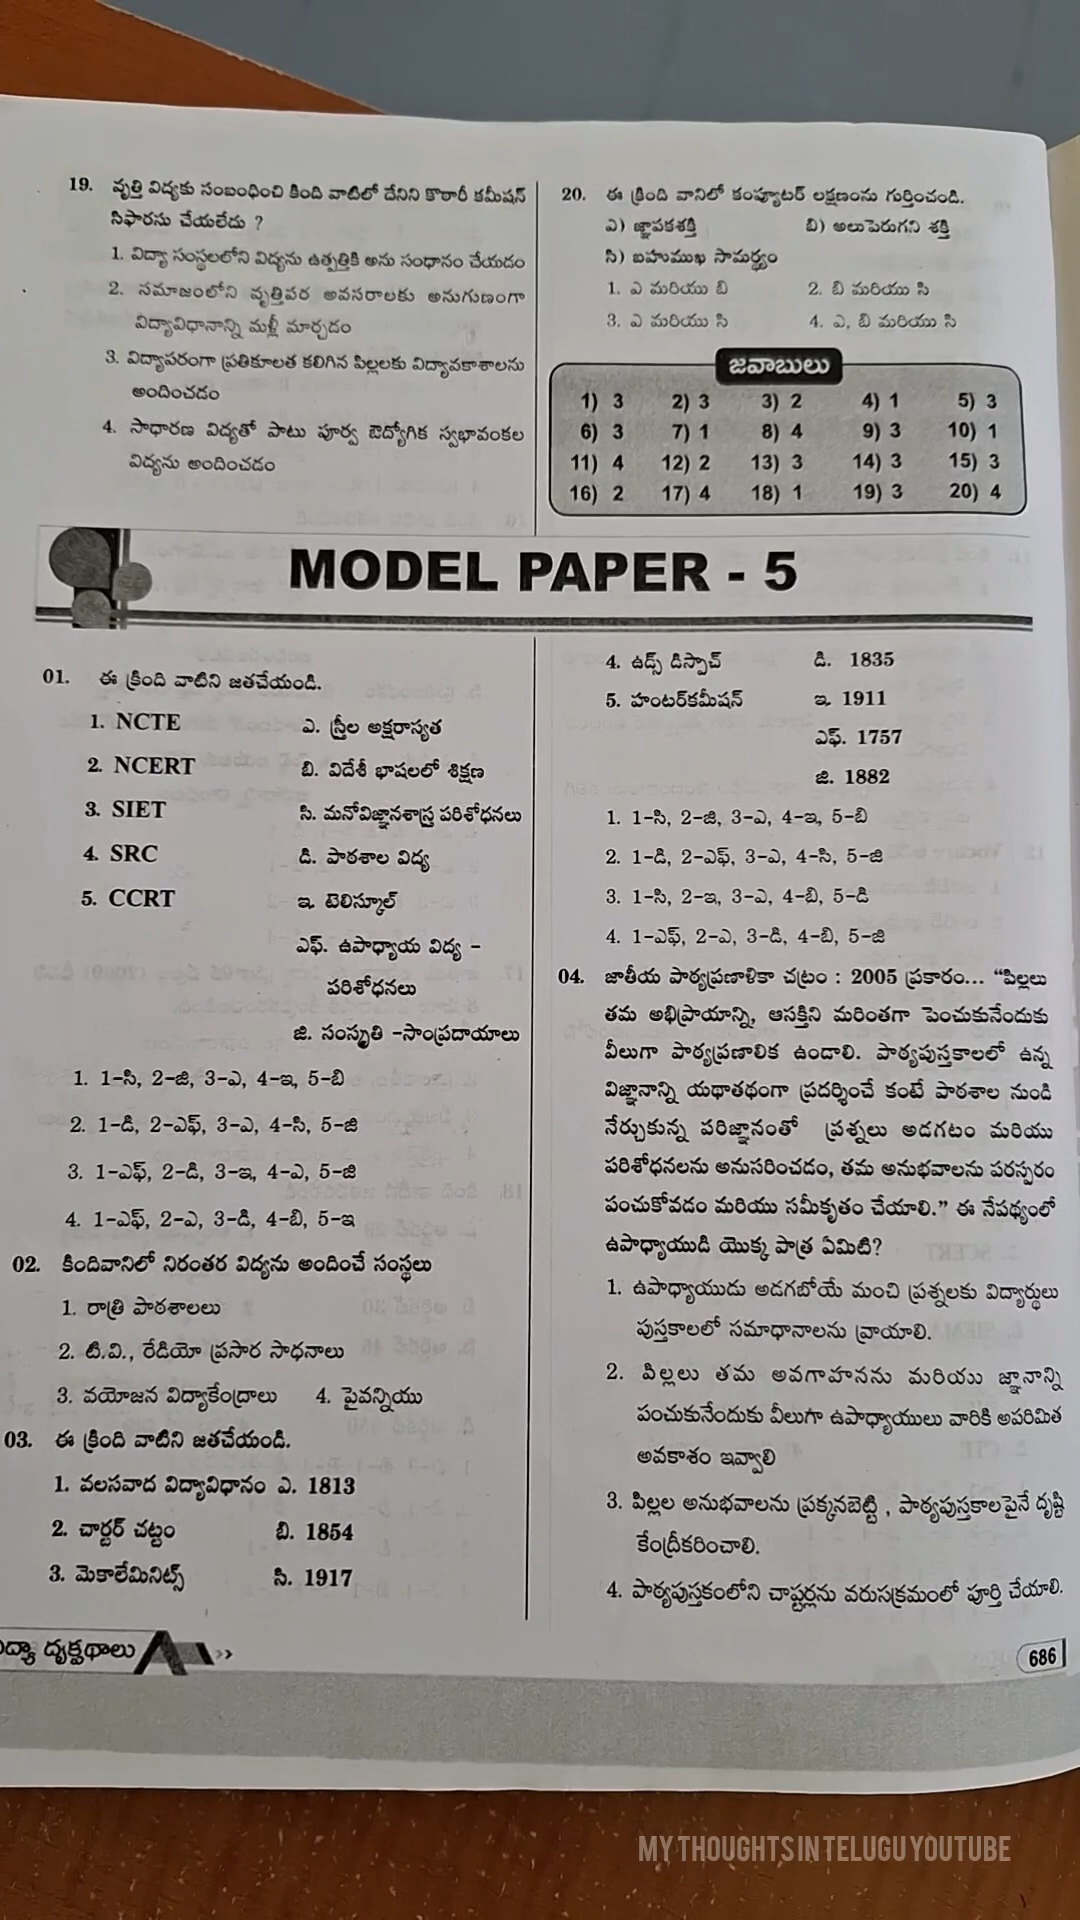 19. వృత్తి విద్యకు సంబంధించి కింది వాటిలో దేనిని కొఠారీ కమీషన్
సిఫారసు చేయలేదు ?
1. విద్యా సంస్థలలోని విద్యను ఉత్పత్తికి అను సంధానం చేయడం
2. సమాజంలోని వృత్తిపర అవసరాలకు అనుగుణంగా
విద్యావిధానాన్ని మళ్లీ మార్చడం
3. విద్యాపరంగా ప్రతికూలత కలిగిన పిల్లలకు విద్యావకాశాలను
అందించడం
4. సాధారణ విద్యతో పాటు పూర్వ ఔద్యోగిక స్వభావంకల
విద్యను అందించడం
20. ఈ క్రింది వానిలో కంప్యూటర్ లక్షణంను గుర్తించండి.
ఎ) జ్ఞాపకశక్తి బి) అలుపెరుగని శక్తి
సి) బహుముఖ సామర్థ్యం
1. ఎ మరియు బి 2. బి మరియు సి
3. ఎ మరియు సి 4. ఎ, బి మరియు సి
జవాబులు
1) 3 2) 3 3) 2 4) 1 5) 3
6) 3 7) 1 8) 4 9) 3 10) 1
11) 4 12) 2 13) 3 14) 3 15) 3
16) 2 17) 4 18) 1 19) 3 20) 4
MODEL PAPER - 5
01. ఈ క్రింది వాటిని జతచేయండి.
1. NCTE ఎ. స్త్రీల అక్షరాస్యత
2. NCERT బి. విదేశీ భాషలలో శిక్షణ
3. SIET సి. మనోవిజ్ఞానశాస్త్ర పరిశోధనలు
4. SRC డి. పాఠశాల విద్య
5. CCRT ఇ. టెలిస్కూల్
ఎఫ్. ఉపాధ్యాయ విద్య -
పరిశోధనలు
జి. సంస్కృతి -సాంప్రదాయాలు
1. 1-సి, 2-జి, 3-ఎ, 4-ఇ, 5-బి
2. 1-డి, 2-ఎఫ్, 3-ఎ, 4-సి, 5-జి
3. 1-ఎఫ్, 2-డి, 3-ఇ, 4-ఎ, 5-జి
4. 1-ఎఫ్, 2-ఎ, 3-డి, 4-బి, 5-ఇ
02. కిందివానిలో నిరంతర విద్యను అందించే సంస్థలు
1. రాత్రి పాఠశాలలు
2. టి.వి., రేడియో ప్రసార సాధనాలు
3. వయోజన విద్యాకేంద్రాలు 4. పైవన్నియు
03. ఈ క్రింది వాటిని జతచేయండి.
1. వలసవాద విద్యావిధానం ఎ. 1813
2. చార్టర్ చట్టం బి. 1854
3. మెకాలేమినిట్స్ సి. 1917
4. ఉడ్స్ డిస్పాచ్ డి. 1835
5. హంటర్‌కమీషన్ ఇ. 1911
ఎఫ్. 1757
జి. 1882
1. 1-సి, 2-జి, 3-ఎ, 4-ఇ, 5-బి
2. 1-డి, 2-ఎఫ్, 3-ఎ, 4-సి, 5-జి
3. 1-సి, 2-ఇ, 3-ఎ, 4-బి, 5-డి
4. 1-ఎఫ్, 2-ఎ, 3-డి, 4-బి, 5-జి
04. జాతీయ పాఠ్యప్రణాళికా చట్రం : 2005 ప్రకారం... "పిల్లలు
తమ అభిప్రాయాన్ని, ఆసక్తిని మరింతగా పెంచుకునేందుకు
వీలుగా పాఠ్యప్రణాలిక ఉండాలి. పాఠ్యపుస్తకాలలో ఉన్న
విజ్ఞానాన్ని యథాతథంగా ప్రదర్శించే కంటే పాఠశాల నుండి
నేర్చుకున్న పరిజ్ఞానంతో ప్రశ్నలు అడగటం మరియు
పరిశోధనలను అనుసరించడం, తమ అనుభవాలను పరస్పరం
పంచుకోవడం మరియు సమీకృతం చేయాలి." ఈ నేపథ్యంలో
ఉపాధ్యాయుడి యొక్క పాత్ర ఏమిటి?
1. ఉపాధ్యాయుడు అడగబోయే మంచి ప్రశ్నలకు విద్యార్థులు
పుస్తకాలలో సమాధానాలను వ్రాయాలి.
2. పిల్లలు తమ అవగాహనను మరియు జ్ఞానాన్ని
పంచుకునేందుకు వీలుగా ఉపాధ్యాయులు వారికి అపరిమిత
అవకాశం ఇవ్వాలి
3. పిల్లల అనుభవాలను ప్రక్కనబెట్టి , పాఠ్యపుస్తకాలపైనే దృష్టి
కేంద్రీకరించాలి.
4. పాఠ్యపుస్తకంలోని చాప్టర్లను వరుసక్రమంలో పూర్తి చేయాలి.
దృక్పథాలు
686
MY THOUGHTS IN TELUGU YOUTUBE